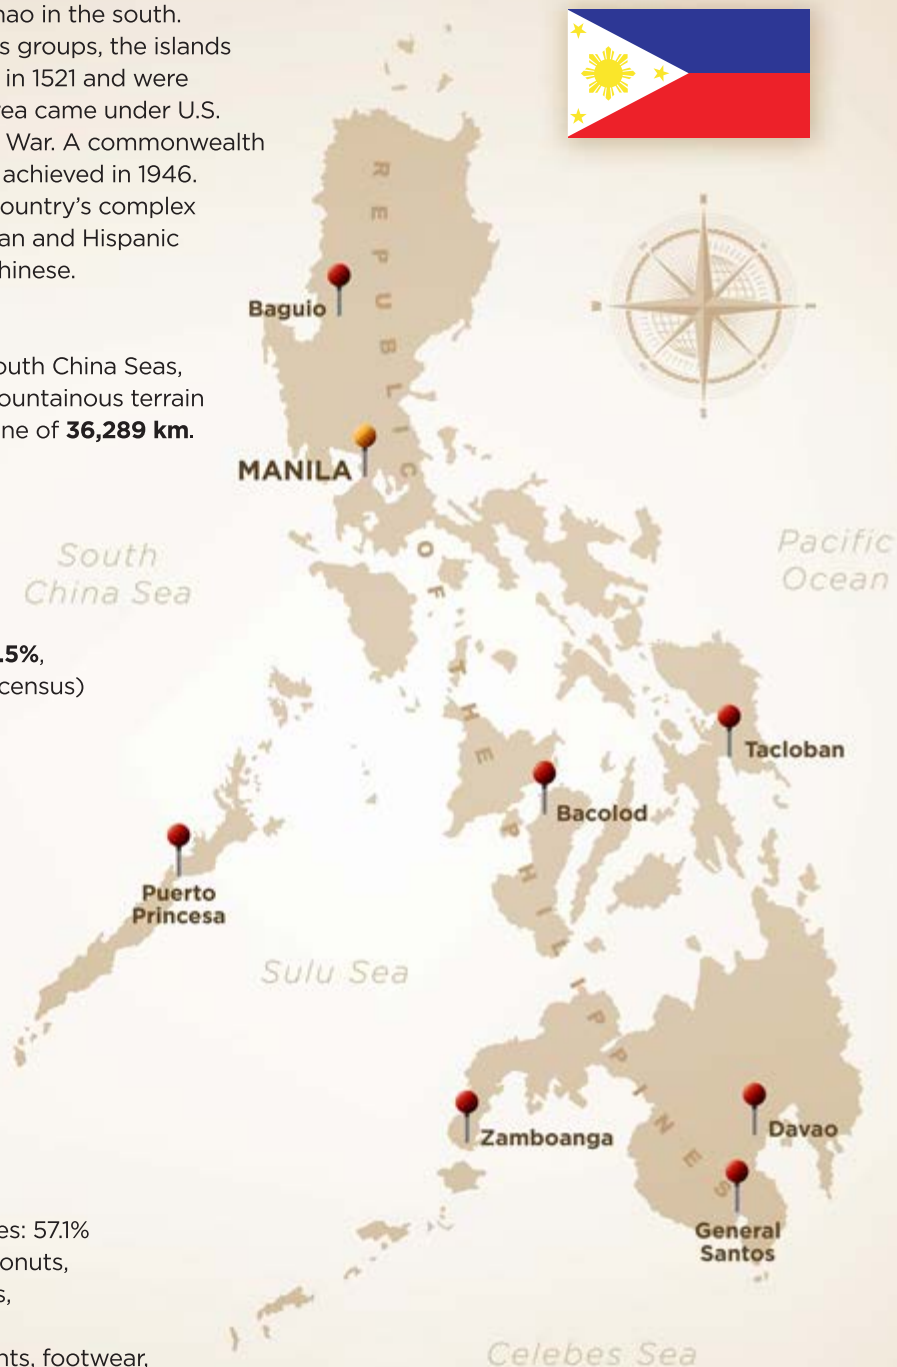 nao in the south.
s groups, the islands
in 1521 and were
rea came under U.S.
War. A commonwealth
achieved in 1946.
ountry's complex
an and Hispanic
hinese.
outh China Seas,
ountainous terrain
ne of 36,289 km.
.5%,
census)
es: 57.1%
onuts,
s,
nts, footwear,
REPUBLIC OF THE PHILIPPINES
Baguio
MANILA
South
China Sea
Pacific
Ocean
Tacloban
Bacolod
Puerto
Princesa
Sulu Sea
Zamboanga
Davao
General
Santos
Celebes Sea